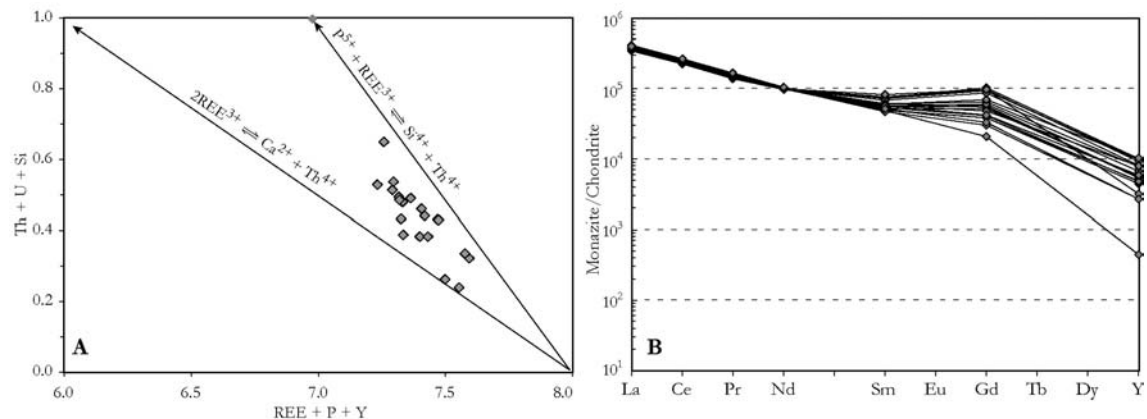 1.0
0.8
0.6
0.4
0.2
0.0
Th + U + Si
2REE³⁺ ⇌ Ca²⁺ + Th⁴⁺
P⁵⁺ + REE³⁺ ⇌ Si⁴⁺ + Th⁴⁺
A
6.0 6.5 7.0 7.5 8.0
REE + P + Y
10⁶
10⁵
10⁴
10³
10²
10¹
Monazite/Chondrite
B
La Ce Pr Nd Sm Eu Gd Tb Dy Y